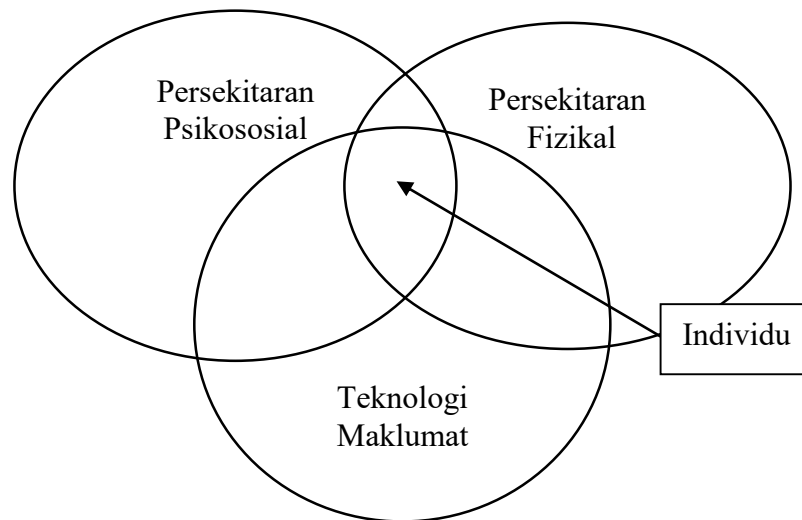 Persekitaran
Psikososial
Persekitaran
Fizikal
Individu
Teknologi
Maklumat